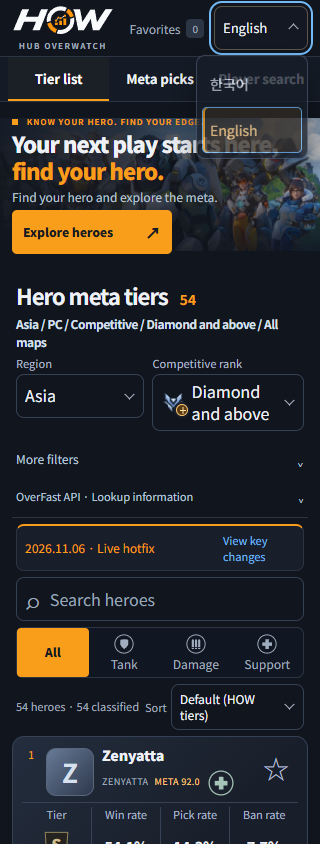 HOW
HUB OVERWATCH
Favorites 0
English
Tier list
Meta picks
Player search
한국어
English
KNOW YOUR HERO. FIND YOUR EDGE
Your next play starts here,
find your hero.
Find your hero and explore the meta.
Explore heroes ↗
Hero meta tiers 54
Asia / PC / Competitive / Diamond and above / All
maps
Region
Competitive rank
Asia
Diamond
and above
More filters
OverFast API · Lookup information
2026.11.06 · Live hotfix
View key
changes
Search heroes
All
Tank
Damage
Support
54 heroes · 54 classified
Sort
Default (HOW
tiers)
1
Z
Zenyatta
ZENYATTA META 92.0
Tier
Win rate
Pick rate
Ban rate
S